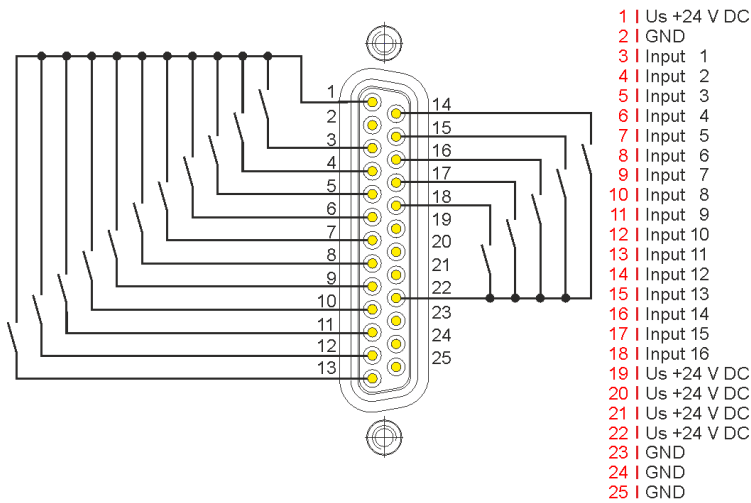 1
2
3
4
5
6
7
8
9
10
11
12
13
14
15
16
17
18
19
20
21
22
23
24
25
1 I Us +24 V DC
2 I GND
3 I Input 1
4 I Input 2
5 I Input 3
6 I Input 4
7 I Input 5
8 I Input 6
9 I Input 7
10 I Input 8
11 I Input 9
12 I Input 10
13 I Input 11
14 I Input 12
15 I Input 13
16 I Input 14
17 I Input 15
18 I Input 16
19 I Us +24 V DC
20 I Us +24 V DC
21 I Us +24 V DC
22 I Us +24 V DC
23 I GND
24 I GND
25 I GND